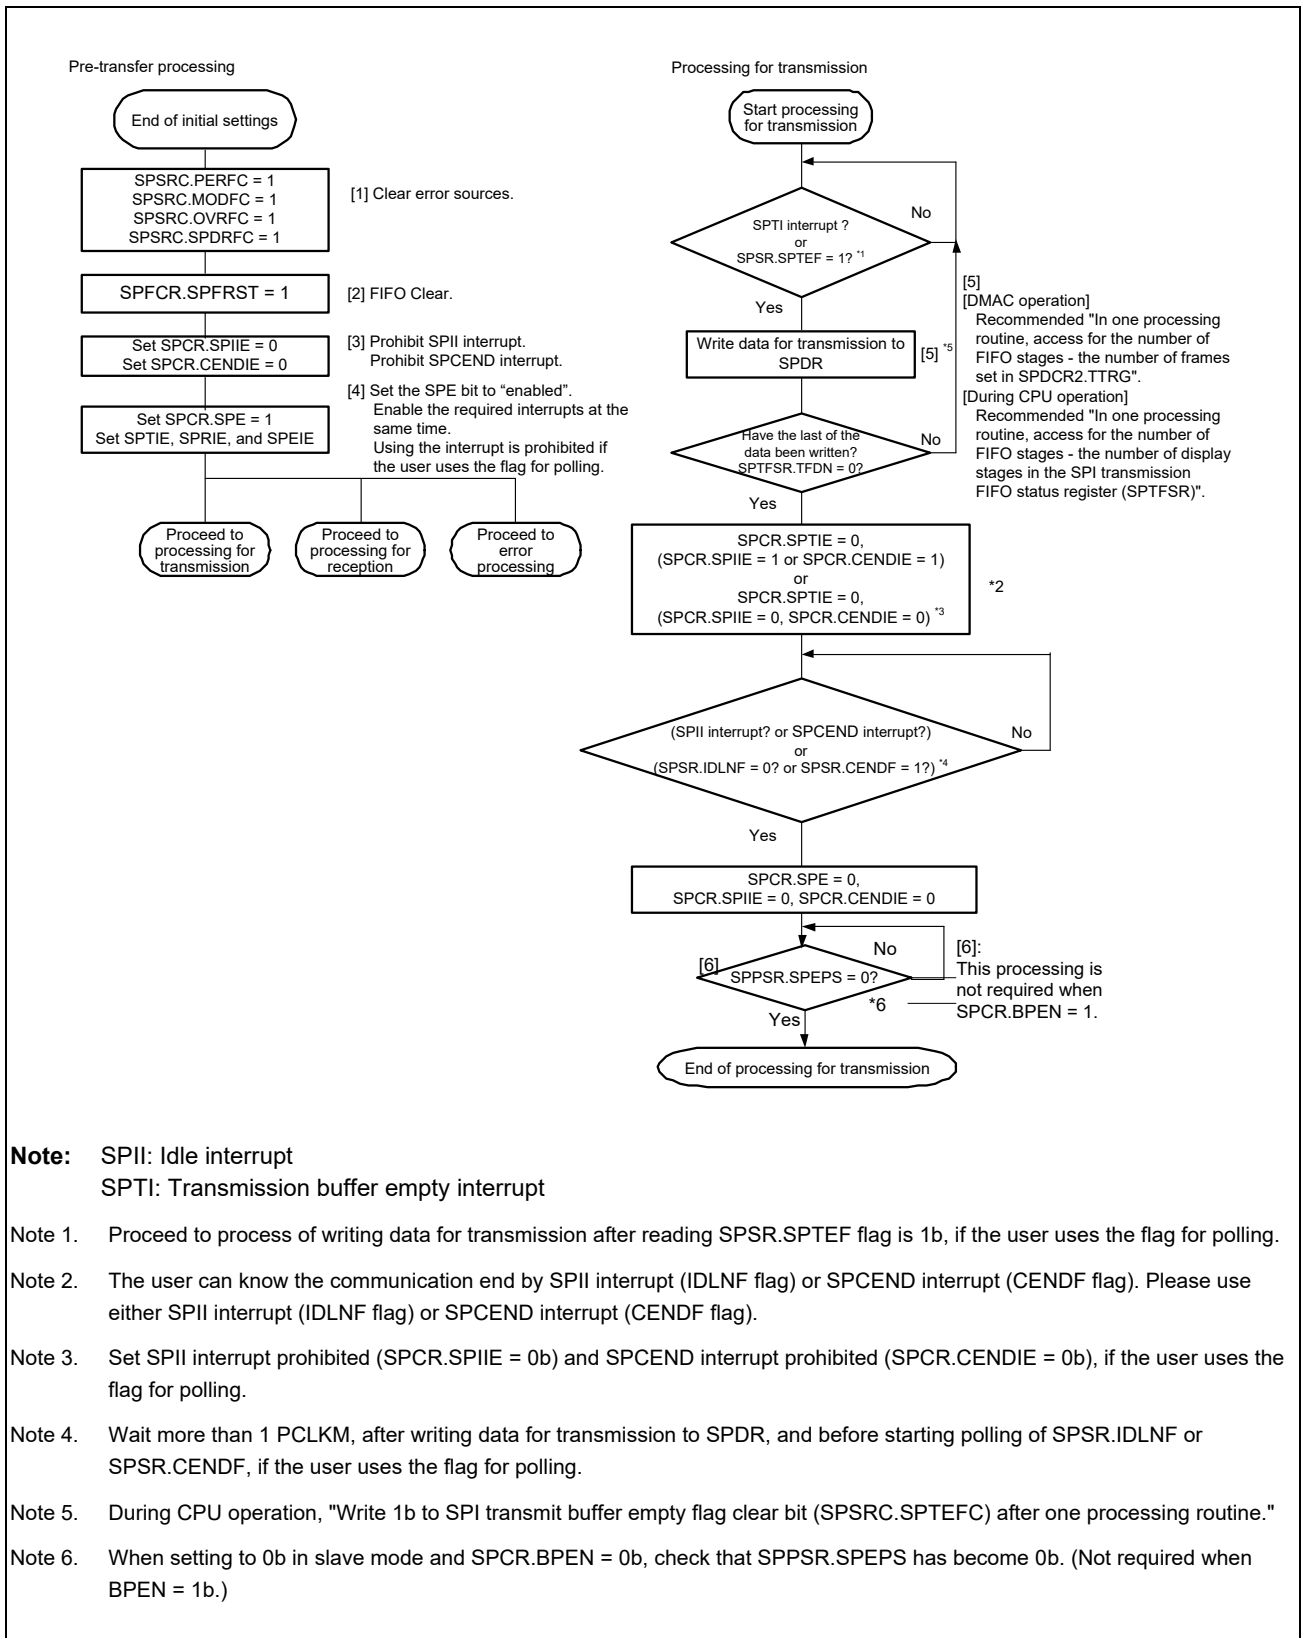 Pre-transfer processing
End of initial settings
SPSRC.PERFC = 1
SPSRC.MODFC = 1
SPSRC.OVRFC = 1
SPSRC.SPDRFC = 1
[1] Clear error sources.
SPFCR.SPFRST = 1
[2] FIFO Clear.
Set SPCR.SPIIE = 0
Set SPCR.CENDIE = 0
[3] Prohibit SPII interrupt.
Prohibit SPCEND interrupt.
Set SPCR.SPE = 1
Set SPTIE, SPRIE, and SPEIE
[4] Set the SPE bit to “enabled”.
Enable the required interrupts at the
same time.
Using the interrupt is prohibited if
the user uses the flag for polling.
Proceed to
processing for
transmission
Proceed to
processing for
reception
Proceed to
error
processing
Processing for transmission
Start processing
for transmission
SPTI interrupt ?
or
SPSR.SPTEF = 1? *1
No
Yes
Write data for transmission to
SPDR
[5] *5
[5]
[DMAC operation]
Recommended "In one processing
routine, access for the number of
FIFO stages - the number of frames
set in SPDCR2.TTRG".
[During CPU operation]
Recommended "In one processing
routine, access for the number of
FIFO stages - the number of display
stages in the SPI transmission
FIFO status register (SPTFSR)".
Have the last of the
data been written?
SPTFSR.TFDN = 0?
No
Yes
SPCR.SPTIE = 0,
(SPCR.SPIIE = 1 or SPCR.CENDIE = 1)
or
SPCR.SPTIE = 0,
(SPCR.SPIIE = 0, SPCR.CENDIE = 0) *3
*2
(SPII interrupt? or SPCEND interrupt?)
or
(SPSR.IDLNF = 0? or SPSR.CENDF = 1?) *4
No
Yes
SPCR.SPE = 0,
SPCR.SPIIE = 0, SPCR.CENDIE = 0
[6]
SPPSR.SPEPS = 0?
No
*6
Yes
[6]:
This processing is
not required when
SPCR.BPEN = 1.
End of processing for transmission
Note: SPII: Idle interrupt
SPTI: Transmission buffer empty interrupt
Note 1. Proceed to process of writing data for transmission after reading SPSR.SPTEF flag is 1b, if the user uses the flag for polling.
Note 2. The user can know the communication end by SPII interrupt (IDLNF flag) or SPCEND interrupt (CENDF flag). Please use
either SPII interrupt (IDLNF flag) or SPCEND interrupt (CENDF flag).
Note 3. Set SPII interrupt prohibited (SPCR.SPIIE = 0b) and SPCEND interrupt prohibited (SPCR.CENDIE = 0b), if the user uses the
flag for polling.
Note 4. Wait more than 1 PCLKM, after writing data for transmission to SPDR, and before starting polling of SPSR.IDLNF or
SPSR.CENDF, if the user uses the flag for polling.
Note 5. During CPU operation, "Write 1b to SPI transmit buffer empty flag clear bit (SPSRC.SPTEFC) after one processing routine."
Note 6. When setting to 0b in slave mode and SPCR.BPEN = 0b, check that SPPSR.SPEPS has become 0b. (Not required when
BPEN = 1b.)